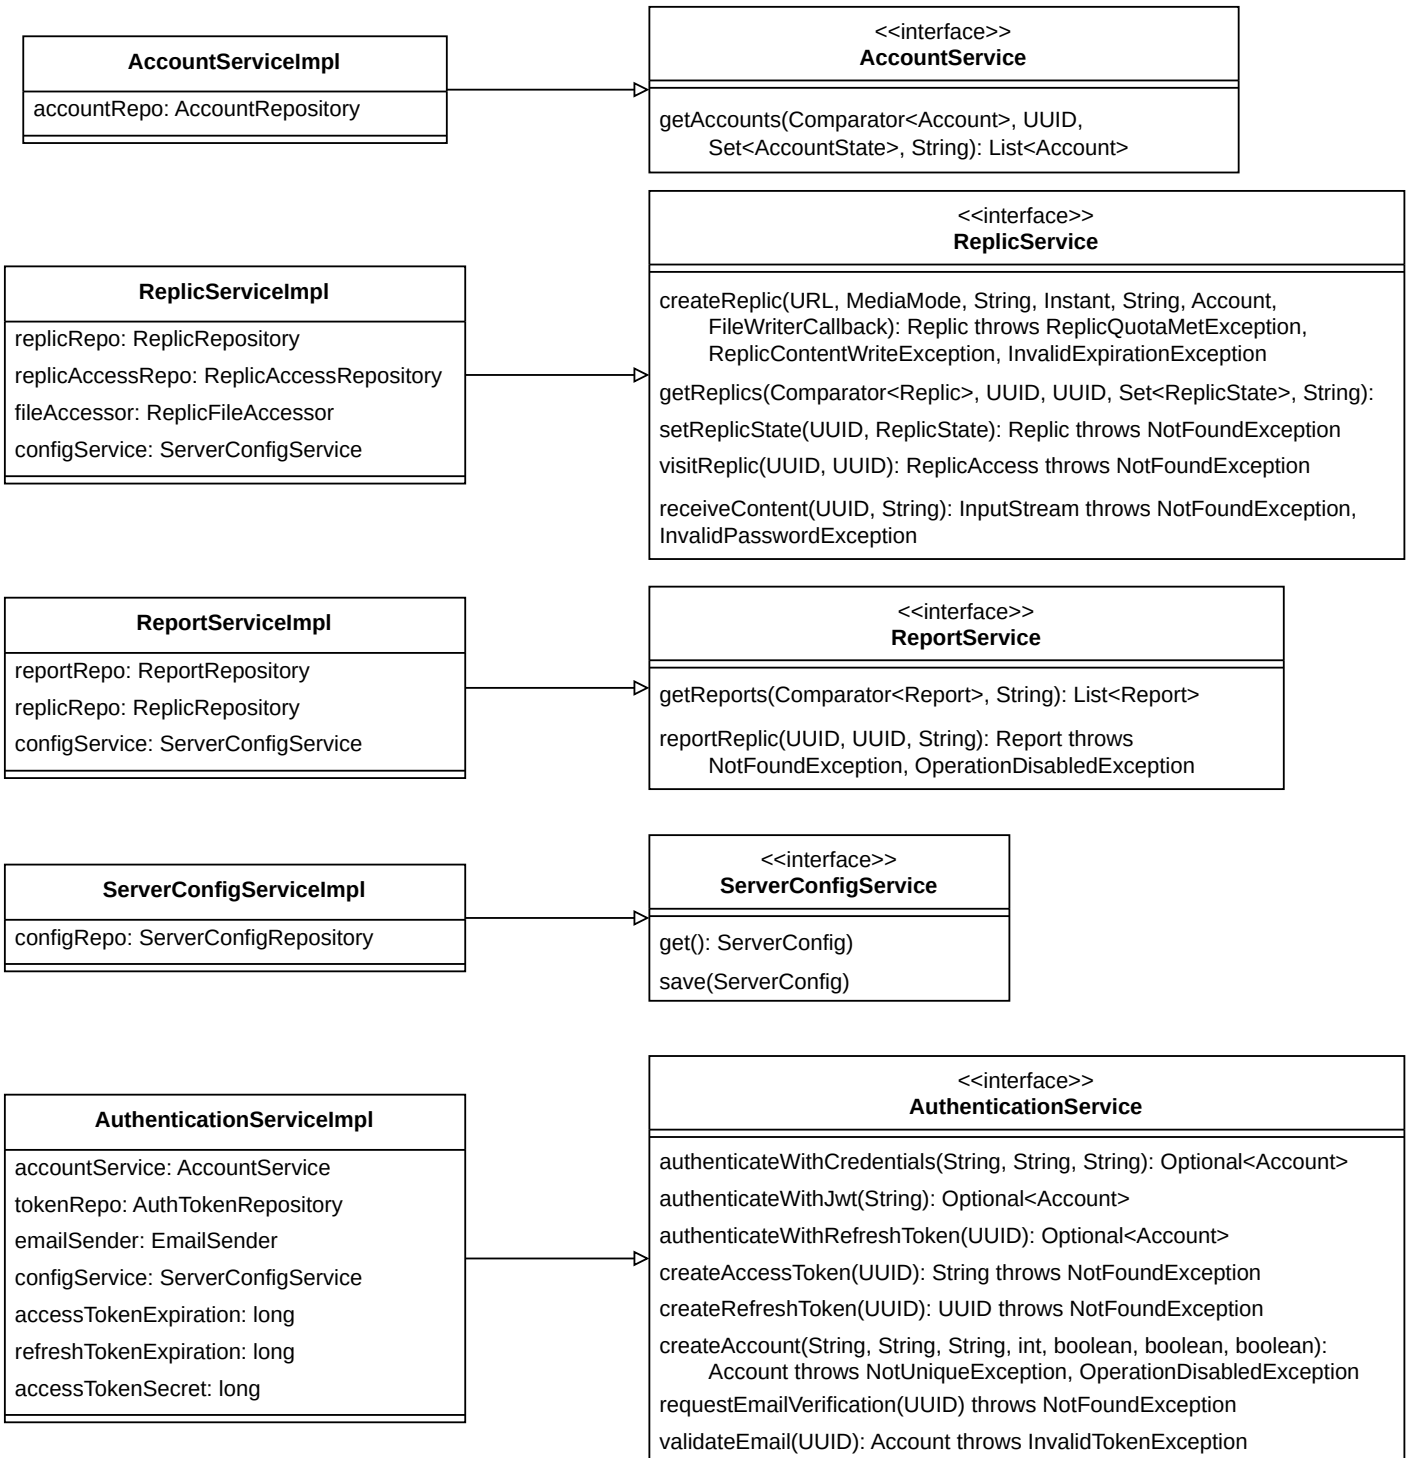 AccountServiceImpl
accountRepo: AccountRepository
<<interface>>
AccountService
getAccounts(Comparator<Account>, UUID,
Set<AccountState>, String): List<Account>
ReplicServiceImpl
replicRepo: ReplicRepository
replicAccessRepo: ReplicAccessRepository
fileAccessor: ReplicFileAccessor
configService: ServerConfigService
<<interface>>
ReplicService
createReplic(URL, MediaMode, String, Instant, String, Account,
FileWriterCallback): Replic throws ReplicQuotaMetException,
ReplicContentWriteException, InvalidExpirationException
getReplics(Comparator<Replic>, UUID, UUID, Set<ReplicState>, String):
setReplicState(UUID, ReplicState): Replic throws NotFoundException
visitReplic(UUID, UUID): ReplicAccess throws NotFoundException
receiveContent(UUID, String): InputStream throws NotFoundException,
InvalidPasswordException
ReportServiceImpl
reportRepo: ReportRepository
replicRepo: ReplicRepository
configService: ServerConfigService
<<interface>>
ReportService
getReports(Comparator<Report>, String): List<Report>
reportReplic(UUID, UUID, String): Report throws
NotFoundException, OperationDisabledException
ServerConfigServiceImpl
configRepo: ServerConfigRepository
<<interface>>
ServerConfigService
get(): ServerConfig)
save(ServerConfig)
AuthenticationServiceImpl
accountService: AccountService
tokenRepo: AuthTokenRepository
emailSender: EmailSender
configService: ServerConfigService
accessTokenExpiration: long
refreshTokenExpiration: long
accessTokenSecret: long
<<interface>>
AuthenticationService
authenticateWithCredentials(String, String, String): Optional<Account>
authenticateWithJwt(String): Optional<Account>
authenticateWithRefreshToken(UUID): Optional<Account>
createAccessToken(UUID): String throws NotFoundException
createRefreshToken(UUID): UUID throws NotFoundException
createAccount(String, String, String, int, boolean, boolean, boolean):
Account throws NotUniqueException, OperationDisabledException
requestEmailVerification(UUID) throws NotFoundException
validateEmail(UUID): Account throws InvalidTokenException